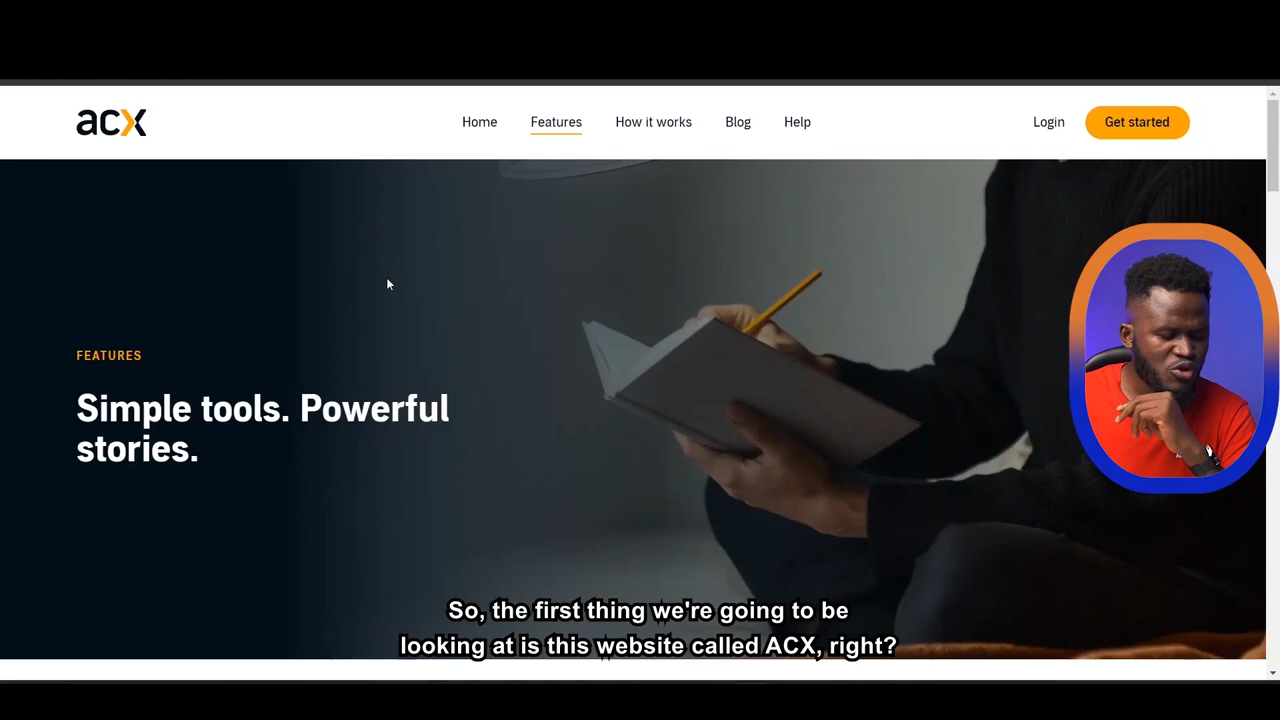 acx
Home Features How it works Blog Help Login Get started
FEATURES
Simple tools. Powerful
stories.
So, the first thing we're going to be
looking at is this website called ACX, right?